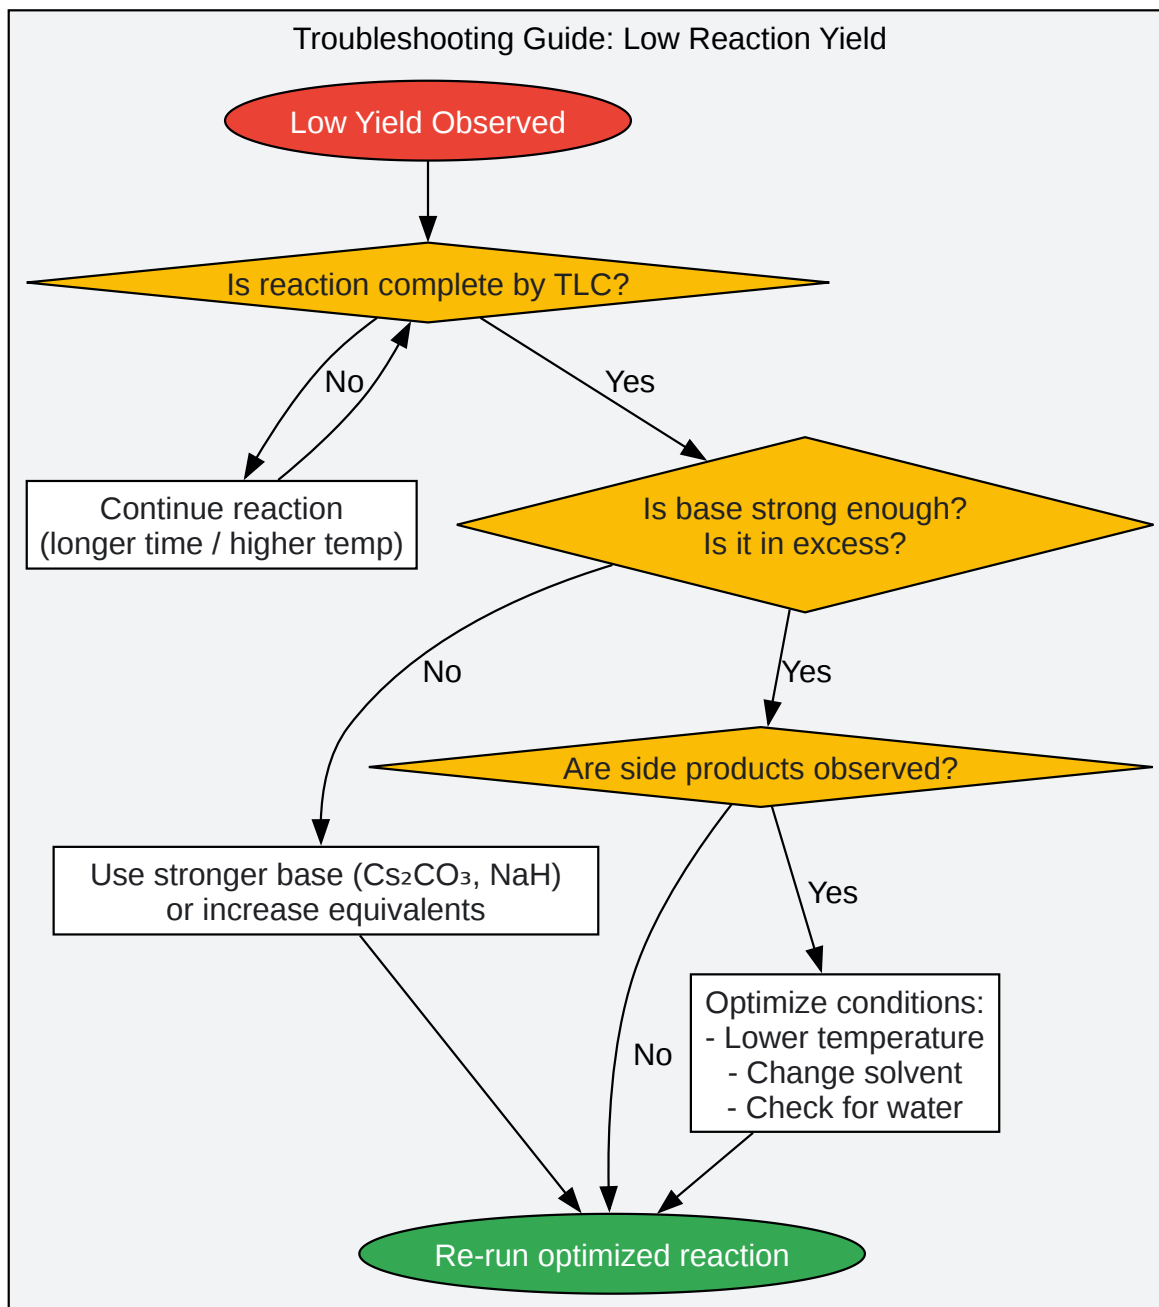 Troubleshooting Guide: Low Reaction Yield
Low Yield Observed
Is reaction complete by TLC?
No
Yes
Continue reaction
(longer time / higher temp)
Is base strong enough?
Is it in excess?
No
Yes
Are side products observed?
Use stronger base (Cs₂CO₃, NaH)
or increase equivalents
Yes
No
Optimize conditions:
- Lower temperature
- Change solvent
- Check for water
Re-run optimized reaction